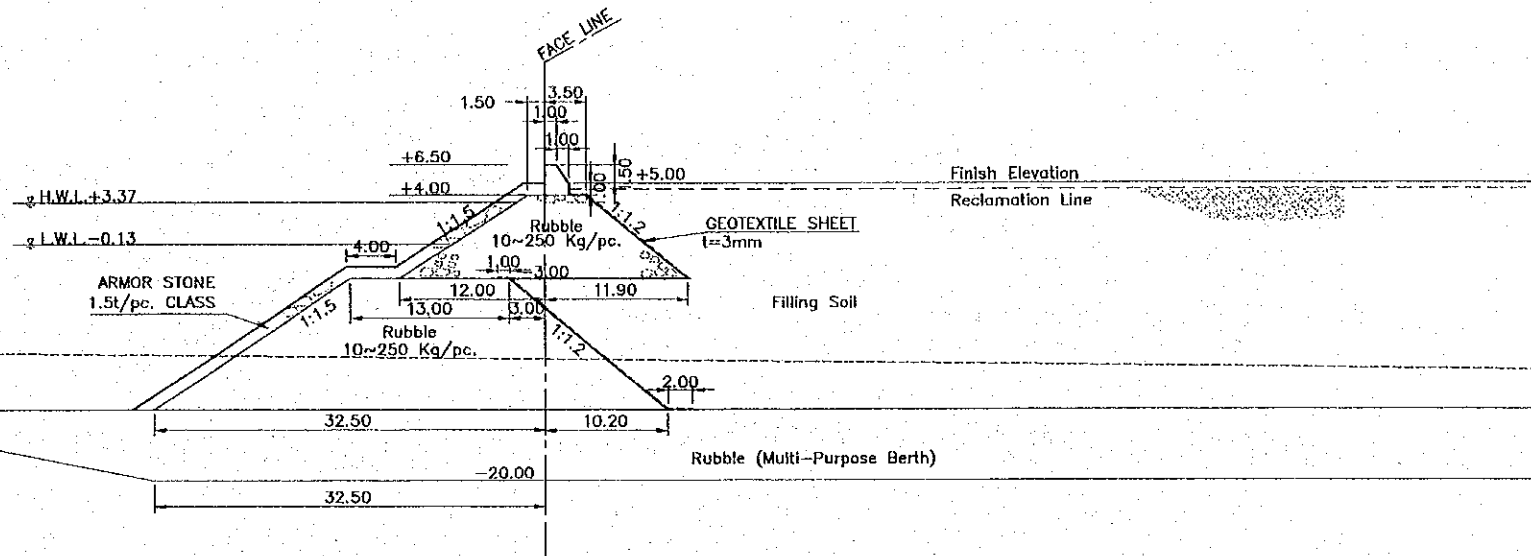 FACE LINE
1.50
3.50
1.00
1.00
+6.50
+5.00
Finish Elevation
+4.00
Reclamation Line
H.W.L.+3.37
1:1.5
1:1.2
GEOTEXTILE SHEET
t=3mm
Rubble
10~250 Kg/pc.
L.W.L.-0.13
4.00
1.00
-3.00
ARMOR STONE
1.5t/pc. CLASS
12.00
11.90
Filling Soil
13.00
3.00
1:1.5
Rubble
10~250 Kg/pc.
1:1.2
2.00
32.50
10.20
Rubble (Multi-Purpose Berth)
-20.00
32.50